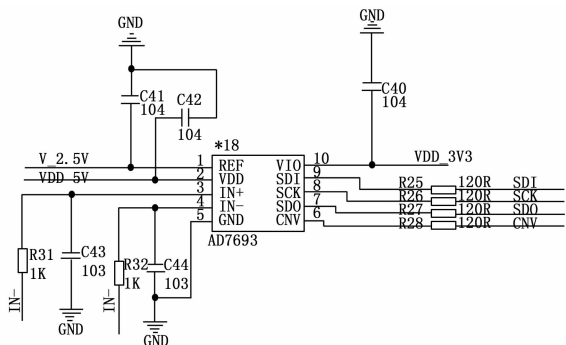 GND
GND
C41
104
C42
104
C40
104
*18
V_2.5V
1
REF
VIO
10
VDD_3V3
VDD_5V
2
VDD
SDI
9
R25
120R
SDI
3
IN+
SCK
8
R26
120R
SCK
4
IN-
SDO
7
R27
120R
SDO
5
GND
CNV
6
R28
120R
CNV
AD7693
R31
1K
C43
103
R32
1K
C44
103
IN-
IN-
GND
GND